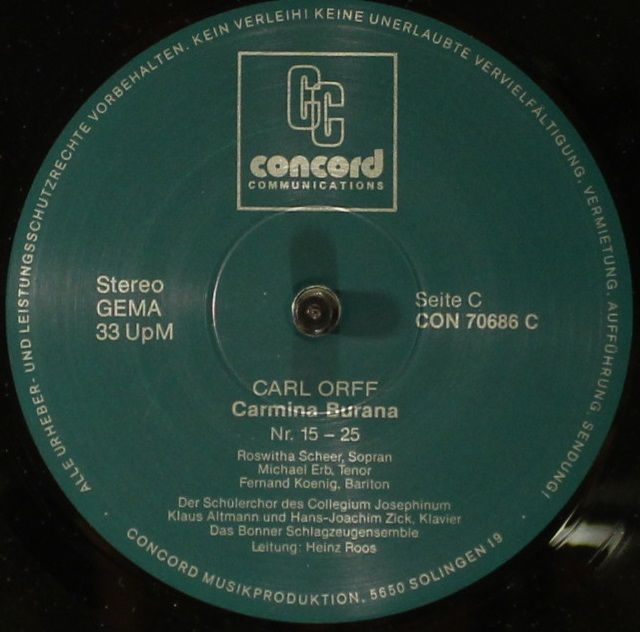 ALLE URHEBER- UND LEISTUNGSSCHUTZRECHTE VORBEHALTEN. KEIN VERLEIH! KEINE UNERLAUBTE VERVIELFÄLTIGUNG, VERMIETUNG, AUFFÜHRUNG, SENDUNG!
CC
concord
COMMUNICATIONS
Stereo
GEMA
33 UpM
Seite C
CON 70686 C
CARL ORFF
Carmina Burana
Nr. 15 – 25
Roswitha Scheer, Sopran
Michael Erb, Tenor
Fernand Koenig, Bariton
Der Schülerchor des Collegium Josephinum
Klaus Altmann und Hans-Joachim Zick, Klavier
Das Bonner Schlagzeugensemble
Leitung: Heinz Roos
CONCORD MUSIKPRODUKTION, 5650 SOLINGEN 19